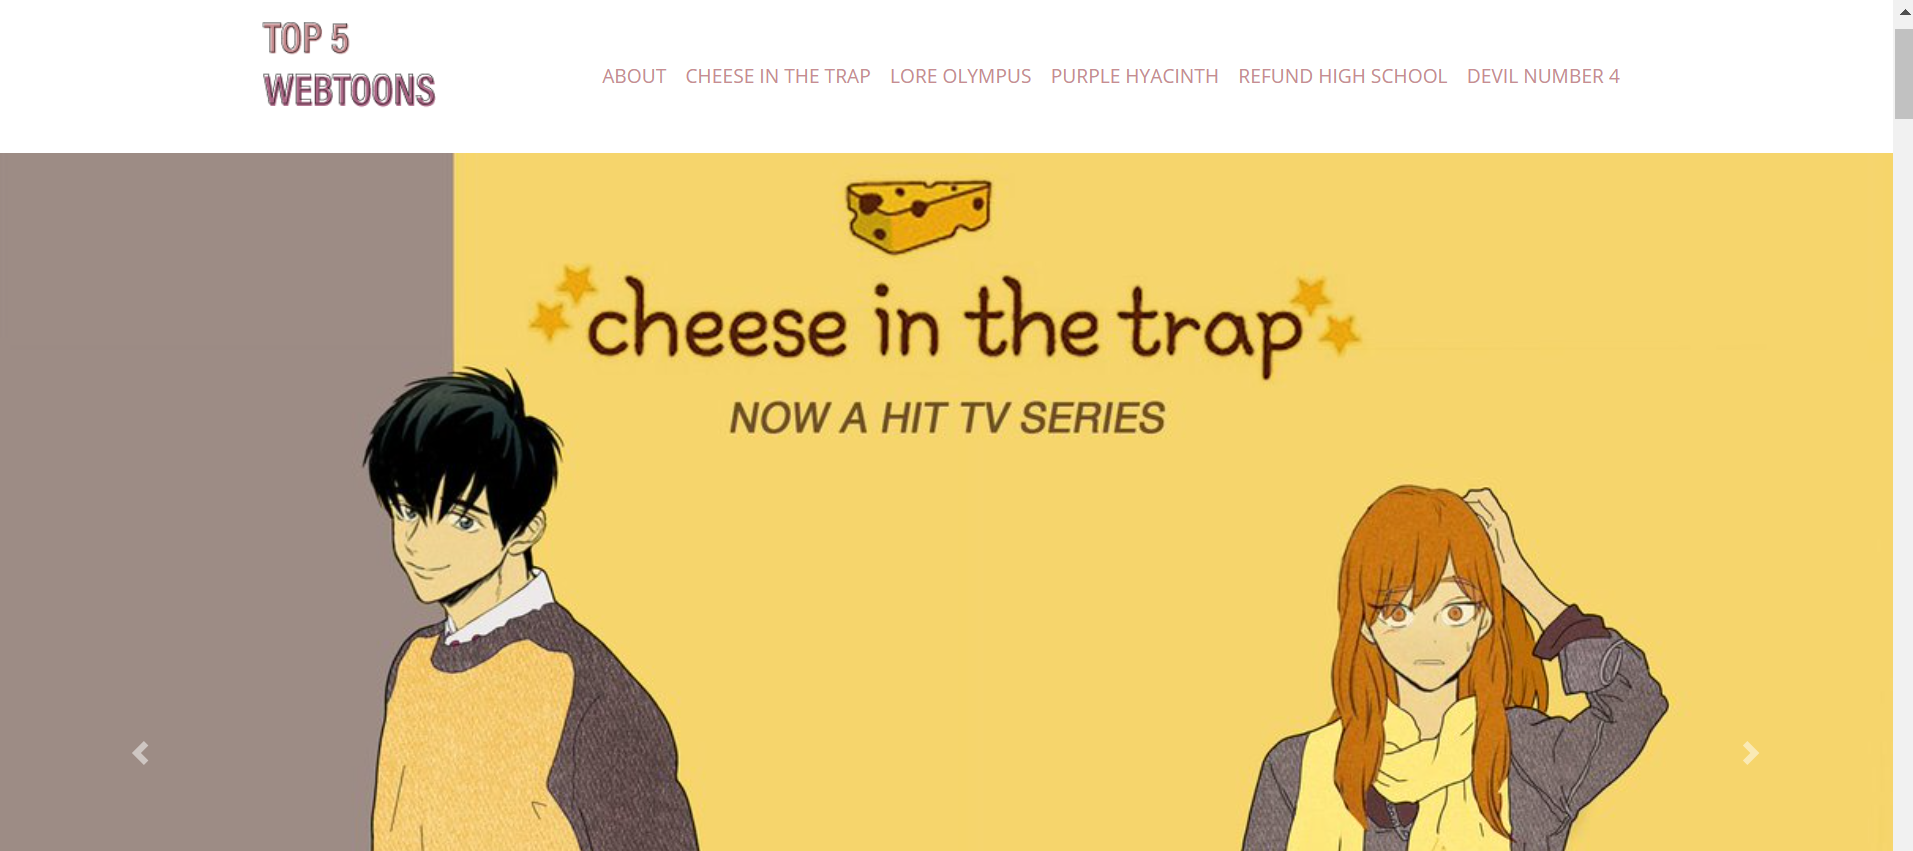 TOP 5
WEBTOONS
ABOUT CHEESE IN THE TRAP LORE OLYMPUS PURPLE HYACINTH REFUND HIGH SCHOOL DEVIL NUMBER 4
cheese in the trap
NOW A HIT TV SERIES